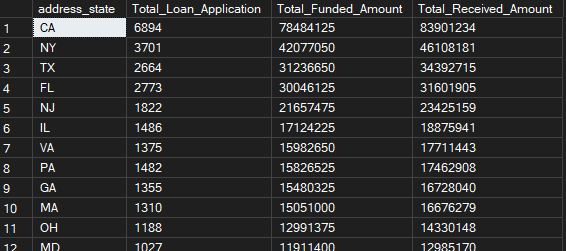 address_state Total_Loan_Application Total_Funded_Amount Total_Received_Amount
1 CA 6894 78484125 83901234
2 NY 3701 42077050 46108181
3 TX 2664 31236650 34392715
4 FL 2773 30046125 31601905
5 NJ 1822 21657475 23425159
6 IL 1486 17124225 18875941
7 VA 1375 15982650 17711443
8 PA 1482 15826525 17462908
9 GA 1355 15480325 16728040
10 MA 1310 15051000 16676279
11 OH 1188 12991375 14330148
12 MD 1027 11911400 12985170